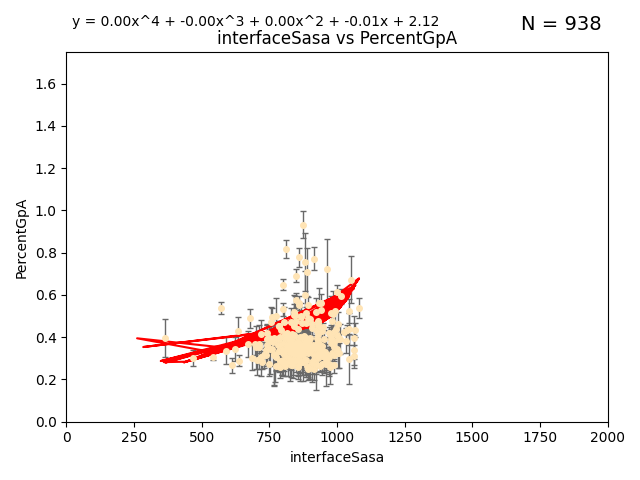 y = 0.00x^4 + -0.00x^3 + 0.00x^2 + -0.01x + 2.12
N = 938
interfaceSasa vs PercentGpA
PercentGpA
1.6
1.4
1.2
1.0
0.8
0.6
0.4
0.2
0.0
0 250 500 750 1000 1250 1500 1750 2000
interfaceSasa